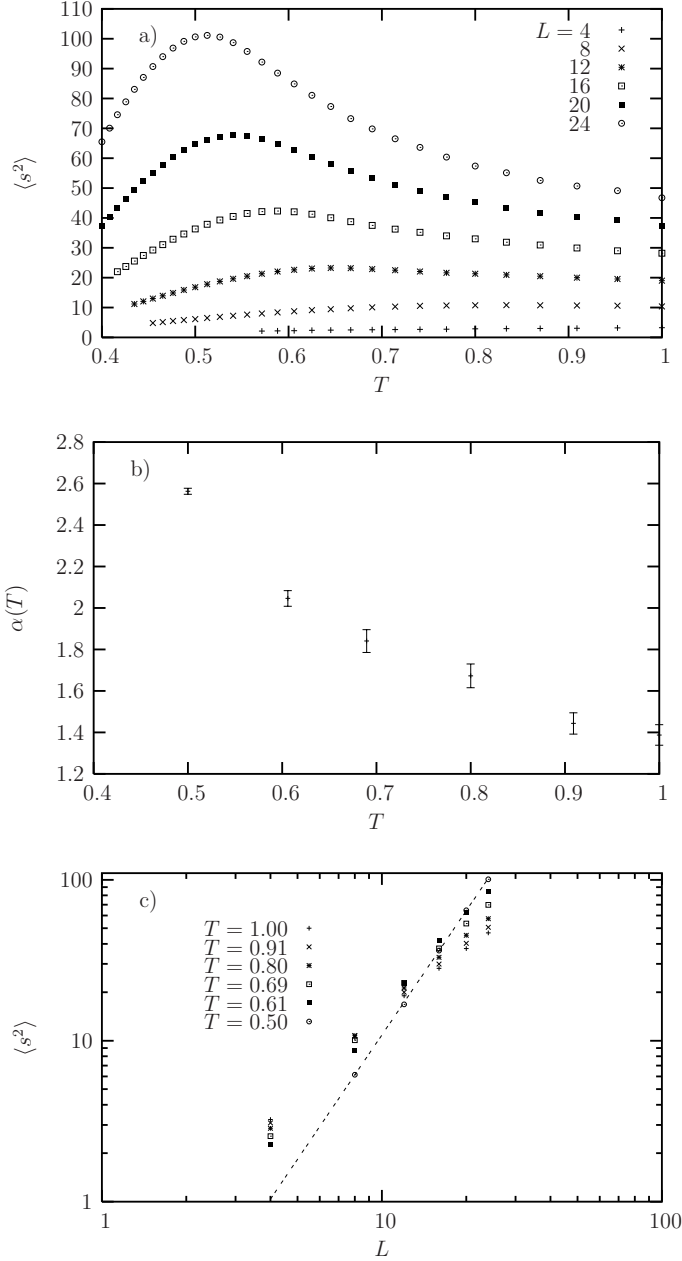 a)
L = 4
8
12
16
20
24
110
100
90
80
70
60
50
40
30
20
10
0
⟨s²⟩
0.4 0.5 0.6 0.7 0.8 0.9 1
T
b)
2.8
2.6
2.4
2.2
2
1.8
1.6
1.4
1.2
α(T)
0.4 0.5 0.6 0.7 0.8 0.9 1
T
c)
T = 1.00
T = 0.91
T = 0.80
T = 0.69
T = 0.61
T = 0.50
100
10
1
⟨s²⟩
1 10 100
L